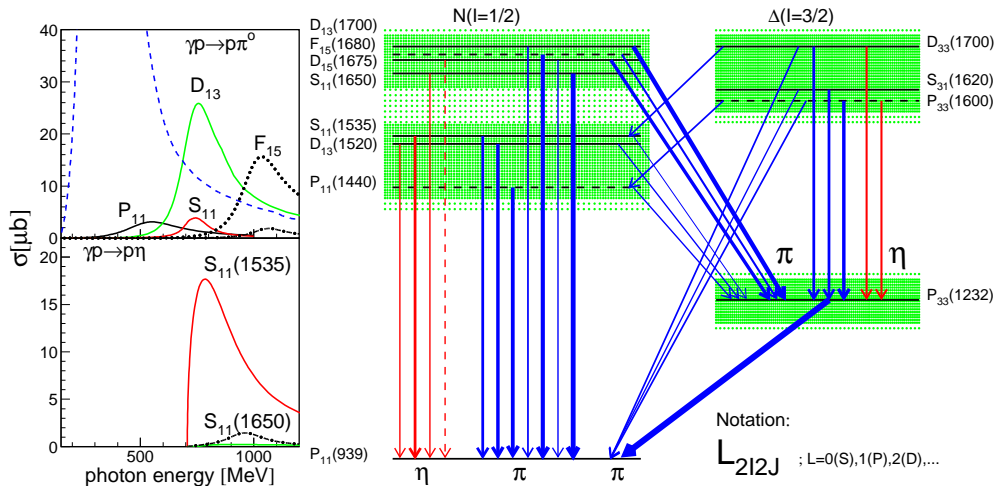 40
30
20
10
0
γp→pπ⁰
D₁₃
F₁₅
P₁₁
S₁₁
σ[μb]
γp→pη
20
15
10
5
0
S₁₁(1535)
S₁₁(1650)
500
1000
photon energy [MeV]
N(I=1/2)
D₁₃(1700)
F₁₅(1680)
D₁₅(1675)
S₁₁(1650)
S₁₁(1535)
D₁₃(1520)
P₁₁(1440)
P₁₁(939)
η
π
π
Δ(I=3/2)
D₃₃(1700)
S₃₁(1620)
P₃₃(1600)
π
η
P₃₃(1232)
Notation:
L₂I₂J ; L=0(S),1(P),2(D),...